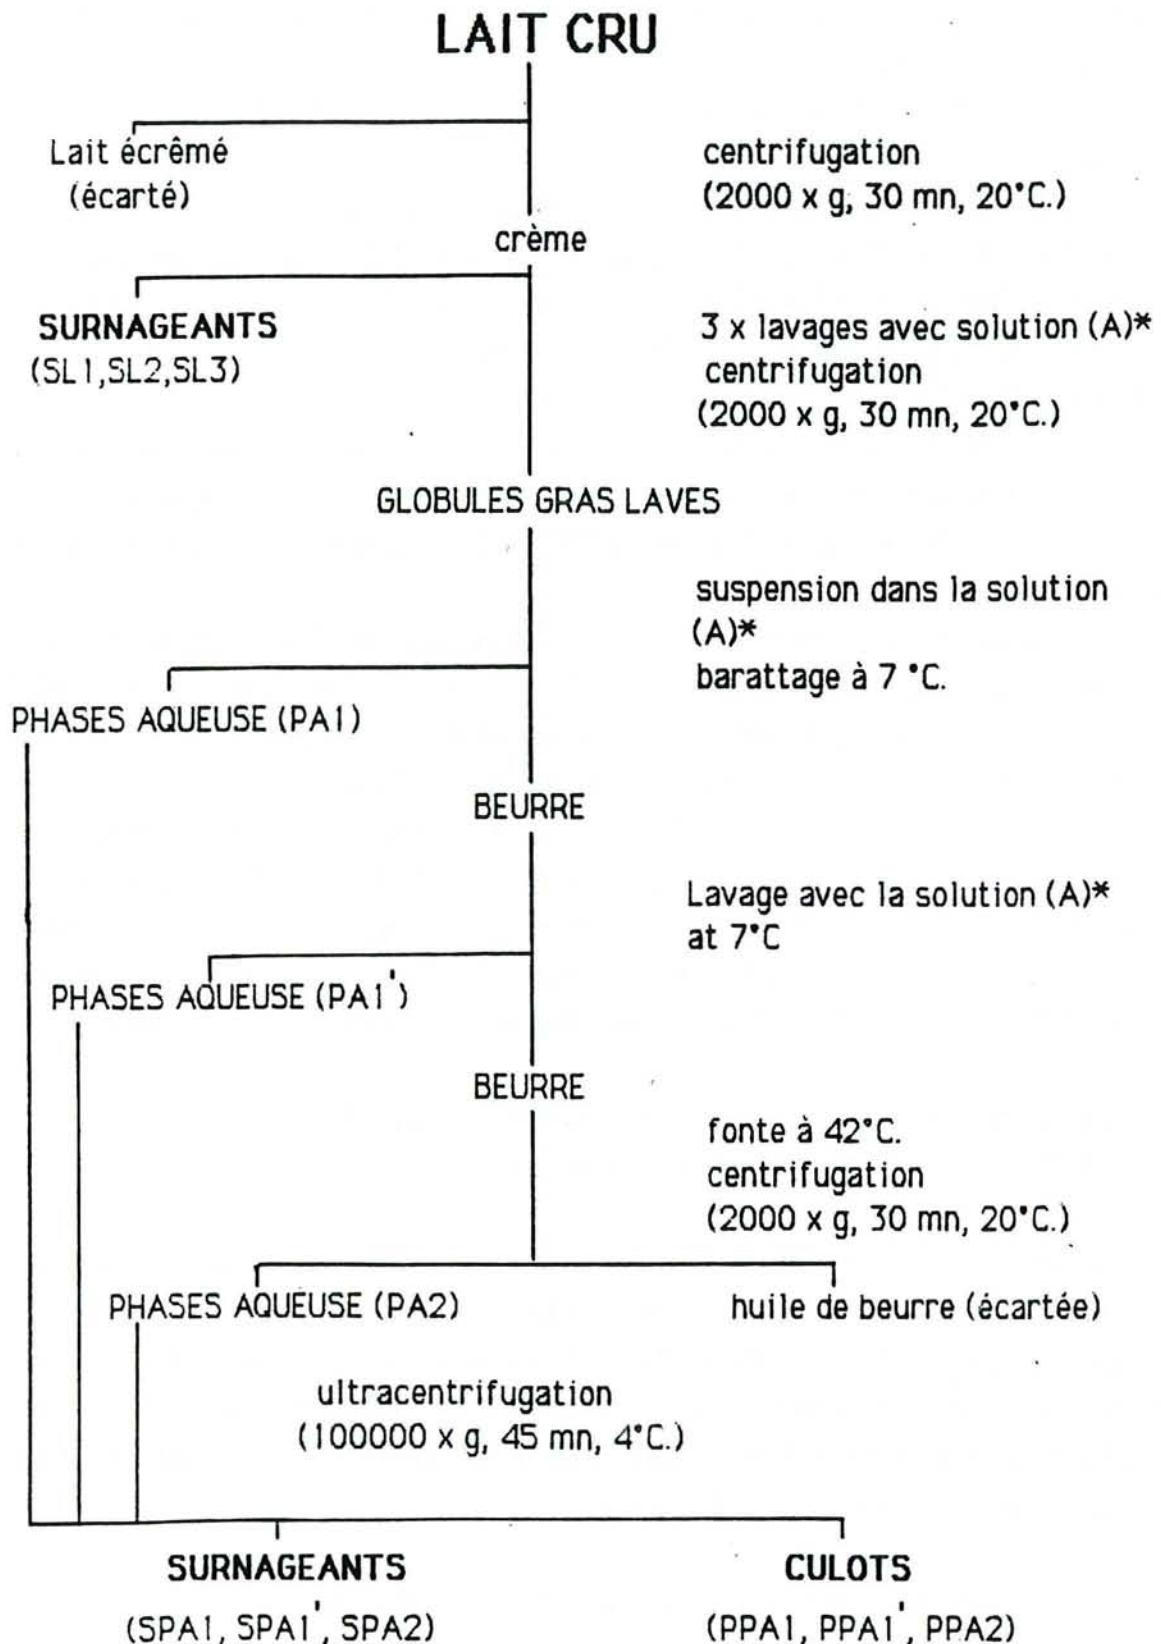 LAIT CRU
Lait écrêmé
(écarté)
centrifugation
(2000 x g, 30 mn, 20°C.)
crème
SURNAGEANTS
(SL1,SL2,SL3)
3 x lavages avec solution (A)*
centrifugation
(2000 x g, 30 mn, 20°C.)
GLOBULES GRAS LAVES
suspension dans la solution
(A)*
barattage à 7 °C.
PHASES AQUEUSE (PA1)
BEURRE
Lavage avec la solution (A)*
at 7°C
PHASES AQUEUSE (PA1')
BEURRE
fonte à 42°C.
centrifugation
(2000 x g, 30 mn, 20°C.)
PHASES AQUEUSE (PA2)
huile de beurre (écartée)
ultracentrifugation
(100000 x g, 45 mn, 4°C.)
SURNAGEANTS
(SPA1, SPA1', SPA2)
CULOTS
(PPA1, PPA1', PPA2)